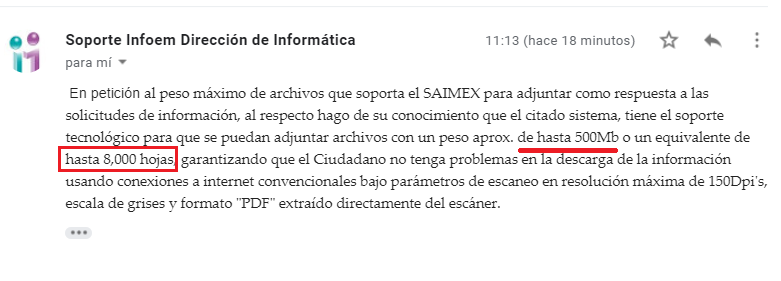 Soporte Infoem Dirección de Informática
11:13 (hace 18 minutos)
para mí
En petición al peso máximo de archivos que soporta el SAIMEX para adjuntar como respuesta a las
solicitudes de información, al respecto hago de su conocimiento que el citado sistema, tiene el soporte
tecnológico para que se puedan adjuntar archivos con un peso aprox. de hasta 500Mb o un equivalente de
hasta 8,000 hojas, garantizando que el Ciudadano no tenga problemas en la descarga de la información
usando conexiones a internet convencionales bajo parámetros de escaneo en resolución máxima de 150Dpi's,
escala de grises y formato "PDF" extraído directamente del escáner.